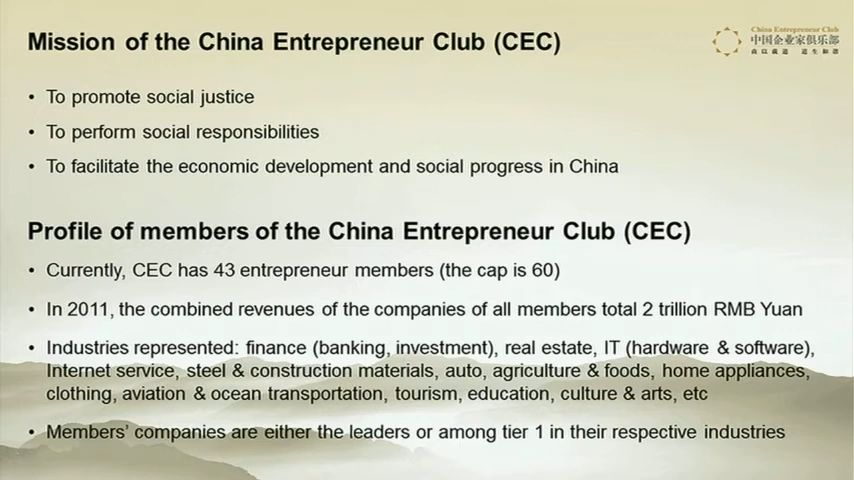 Mission of the China Entrepreneur Club (CEC)
China Entrepreneur Club
中国企业家俱乐部
• To promote social justice
• To perform social responsibilities
• To facilitate the economic development and social progress in China
Profile of members of the China Entrepreneur Club (CEC)
• Currently, CEC has 43 entrepreneur members (the cap is 60)
• In 2011, the combined revenues of the companies of all members total 2 trillion RMB Yuan
• Industries represented: finance (banking, investment), real estate, IT (hardware & software),
Internet service, steel & construction materials, auto, agriculture & foods, home appliances,
clothing, aviation & ocean transportation, tourism, education, culture & arts, etc
• Members’ companies are either the leaders or among tier 1 in their respective industries